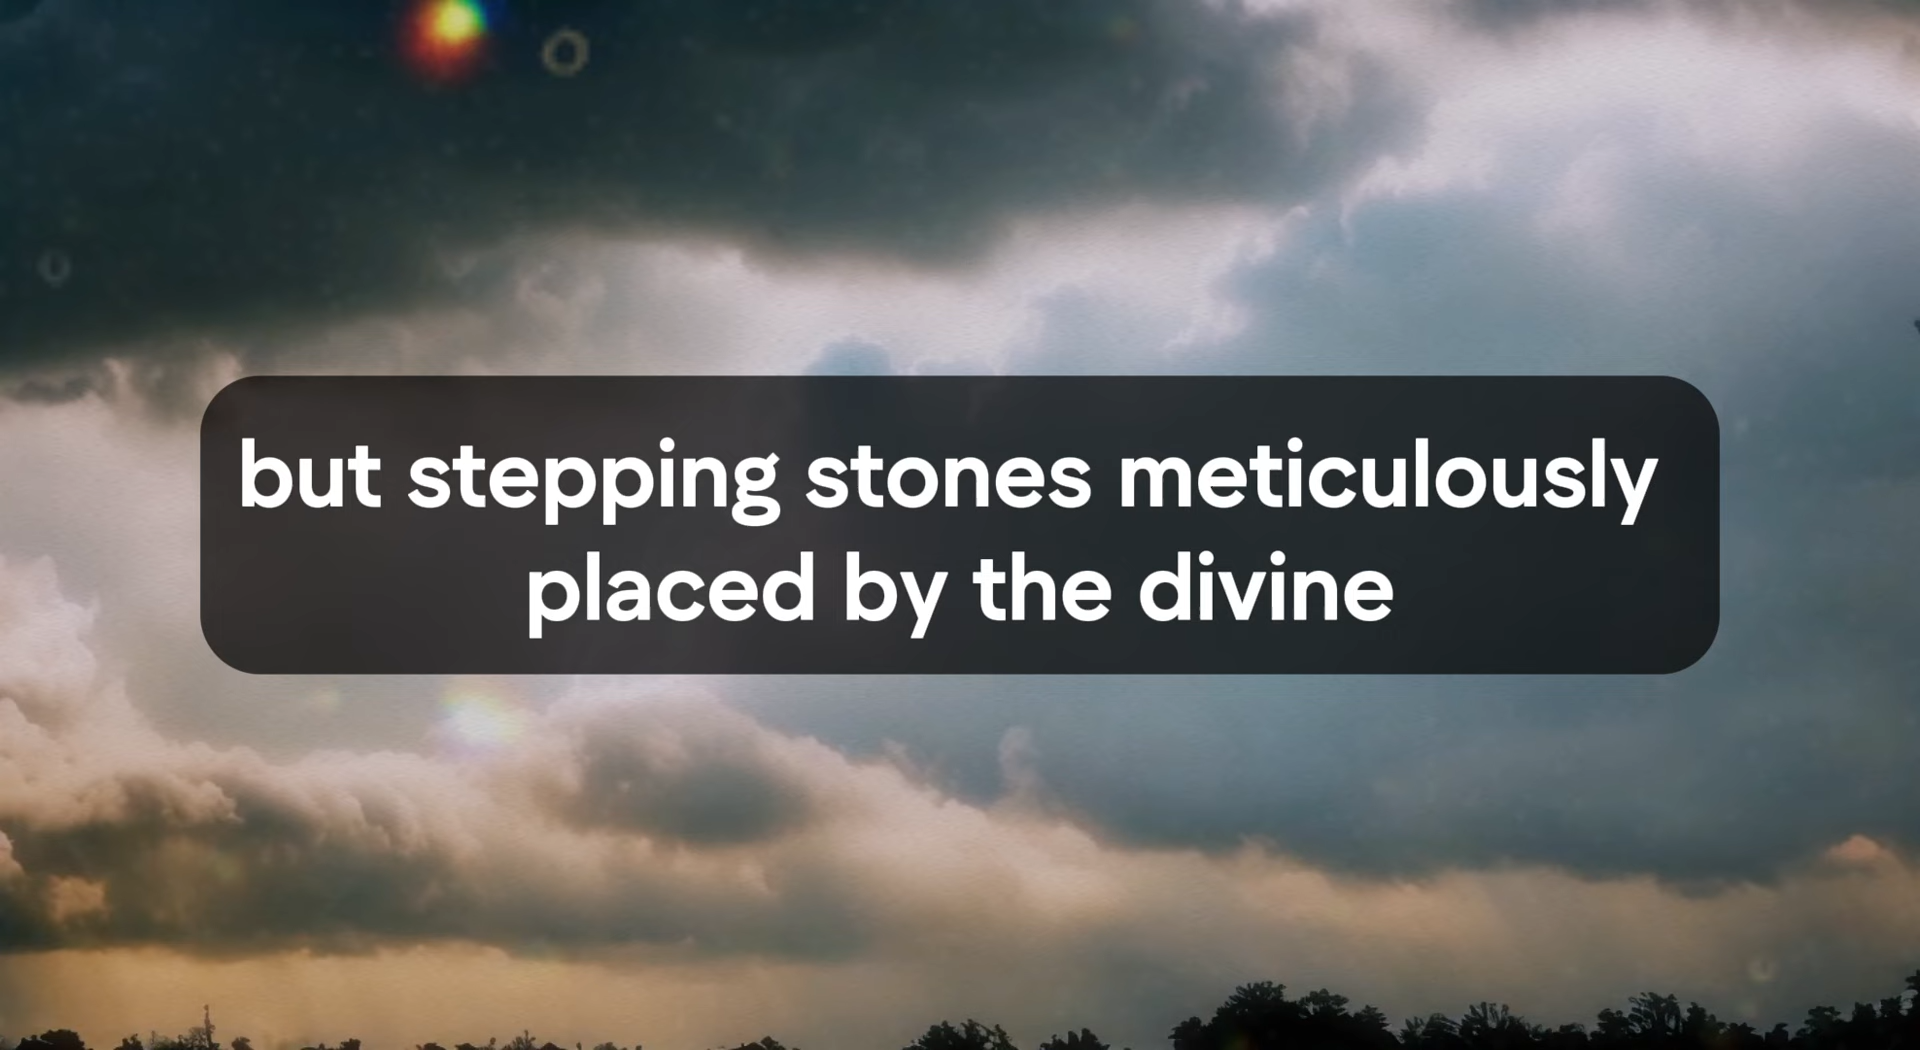 but stepping stones meticulously
placed by the divine